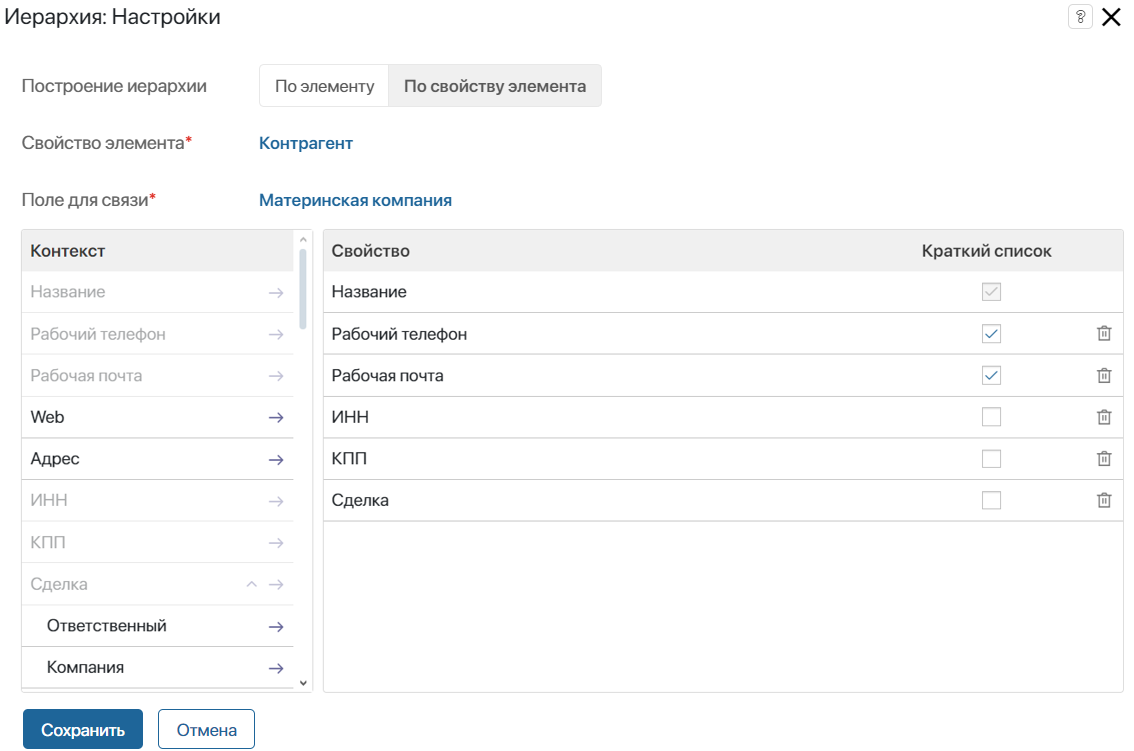 Иерархия: Настройки
?
Построение иерархии По элементу По свойству элемента
Свойство элемента* Контрагент
Поле для связи* Материнская компания
Контекст
Название
Рабочий телефон
Рабочая почта
Web
Адрес
ИНН
КПП
Сделка
Ответственный
Компания
Свойство Краткий список
Название
Рабочий телефон
Рабочая почта
ИНН
КПП
Сделка
Сохранить Отмена